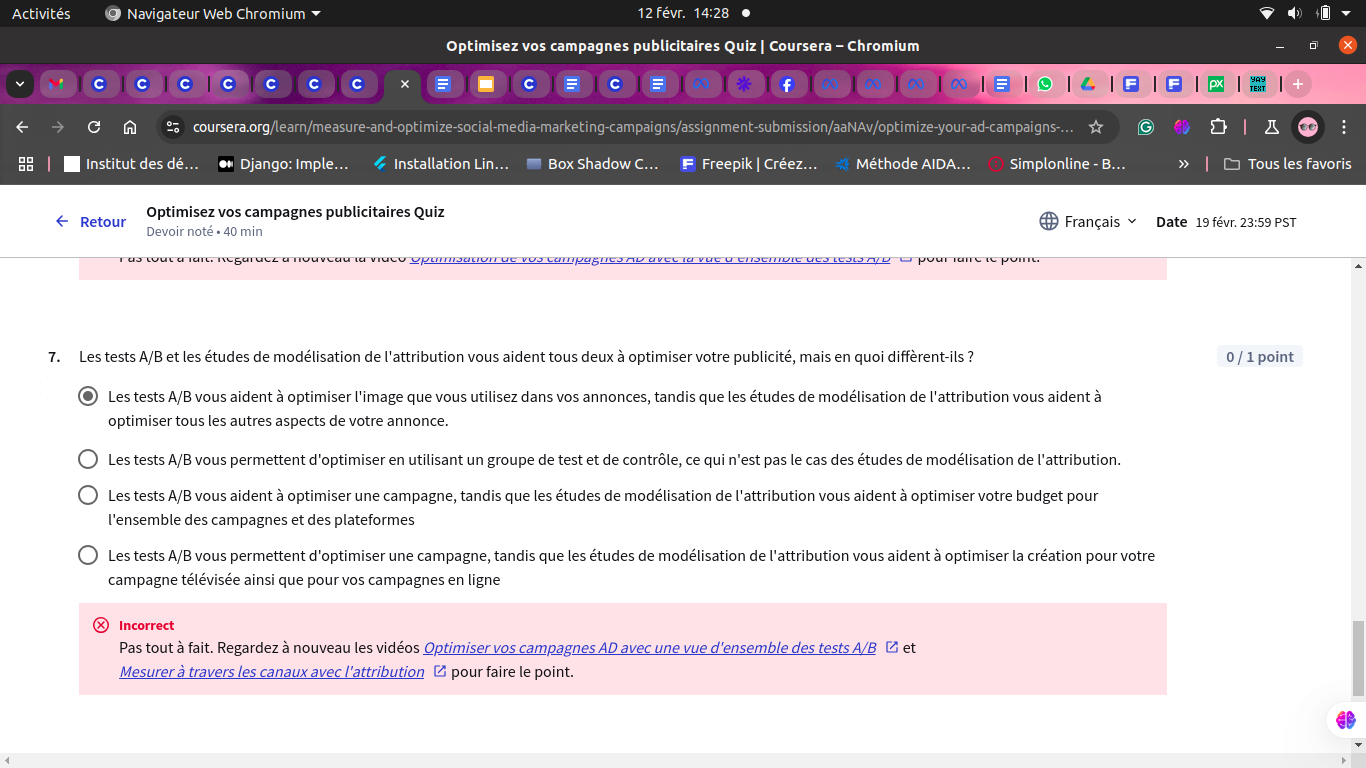 Activités
Navigateur Web Chromium
12 févr. 14:28
Optimisez vos campagnes publicitaires Quiz | Coursera – Chromium
coursera.org/learn/measure-and-optimize-social-media-marketing-campaigns/assignment-submission/aaNAv/optimize-your-ad-campaigns-...
Institut des dé... Django: Imple... Installation Lin... Box Shadow C... Freepik | Créez... Méthode AIDA... Simplonline - B... » Tous les favoris
Retour
Optimisez vos campagnes publicitaires Quiz
Devoir noté • 40 min
Français
Date 19 févr. 23:59 PST
Pas tout à fait. Regardez à nouveau la vidéo Optimisation de vos campagnes AD avec la vue d'ensemble des tests A/B pour faire le point.
7. Les tests A/B et les études de modélisation de l'attribution vous aident tous deux à optimiser votre publicité, mais en quoi diffèrent-ils ?
0 / 1 point
Les tests A/B vous aident à optimiser l'image que vous utilisez dans vos annonces, tandis que les études de modélisation de l'attribution vous aident à
optimiser tous les autres aspects de votre annonce.
Les tests A/B vous permettent d'optimiser en utilisant un groupe de test et de contrôle, ce qui n'est pas le cas des études de modélisation de l'attribution.
Les tests A/B vous aident à optimiser une campagne, tandis que les études de modélisation de l'attribution vous aident à optimiser votre budget pour
l'ensemble des campagnes et des plateformes
Les tests A/B vous permettent d'optimiser une campagne, tandis que les études de modélisation de l'attribution vous aident à optimiser la création pour votre
campagne télévisée ainsi que pour vos campagnes en ligne
Incorrect
Pas tout à fait. Regardez à nouveau les vidéos Optimiser vos campagnes AD avec une vue d'ensemble des tests A/B et
Mesurer à travers les canaux avec l'attribution pour faire le point.